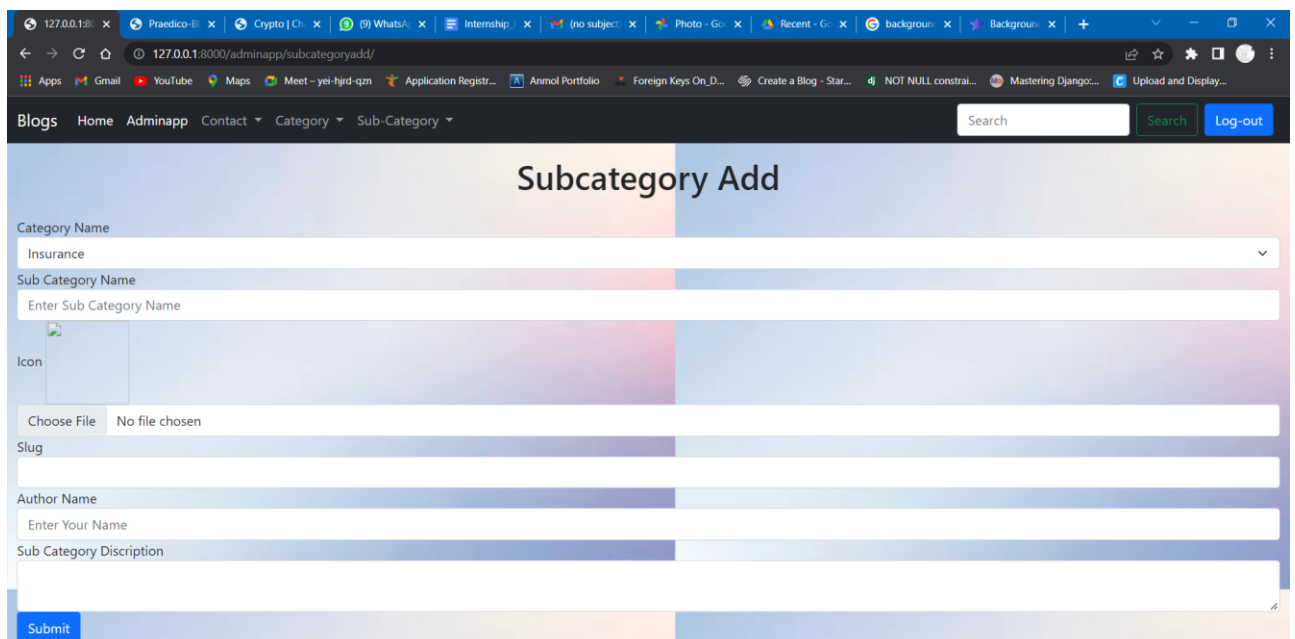 127.0.0.1:80 Praedico-Bl Crypto | Ch (9) WhatsA Internship_ (no subject) Photo - Go Recent - Go background Background
127.0.0.1:8000/adminapp/subcategoryadd/
Apps Gmail YouTube Maps Meet – yei-hjrd-qzn Application Registr... Anmol Portfolio Foreign Keys On_D... Create a Blog - Star... NOT NULL constrai... Mastering Django:... Upload and Display...
Blogs Home Adminapp Contact Category Sub-Category Search Search Log-out
Subcategory Add
Category Name
Insurance
Sub Category Name
Enter Sub Category Name
Icon
Choose File No file chosen
Slug
Author Name
Enter Your Name
Sub Category Discription
Submit